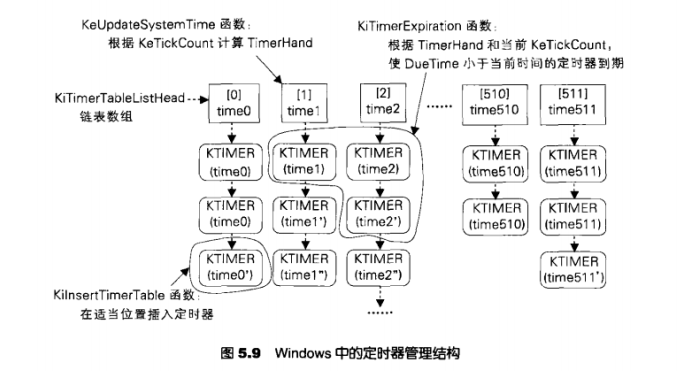 KeUpdateSystemTime 函数:
根据 KeTickCount 计算 TimerHand
KiTimerExpiration 函数:
根据 TimerHand 和当前 KeTickCount,
使 DueTime 小于当前时间的定时器到期
KiTimerTableListHead
链表数组
[0]
time0
[1]
time1
[2]
time2
......
[510]
time510
[511]
time511
KTIMER
(time0)
KTIMER
(time1)
KTIMER
(time2)
KTIMER
(time510)
KTIMER
(time511)
KTIMER
(time0)
KTIMER
(time1')
KTIMER
(time2')
KTIMER
(time510)
KTIMER
(time511)
KTIMER
(time0')
KTIMER
(time1")
KTIMER
(time2")
KTIMER
(time511')
......
KiInsertTimerTable 函数:
在适当位置插入定时器
图 5.9 Windows 中的定时器管理结构